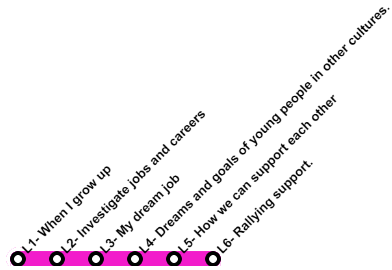 L1- When I grow up
L2- Investigate jobs and careers
L3- My dream job
L4- Dreams and goals of young people in other cultures.
L5- How we can support each other
L6- Rallying support.